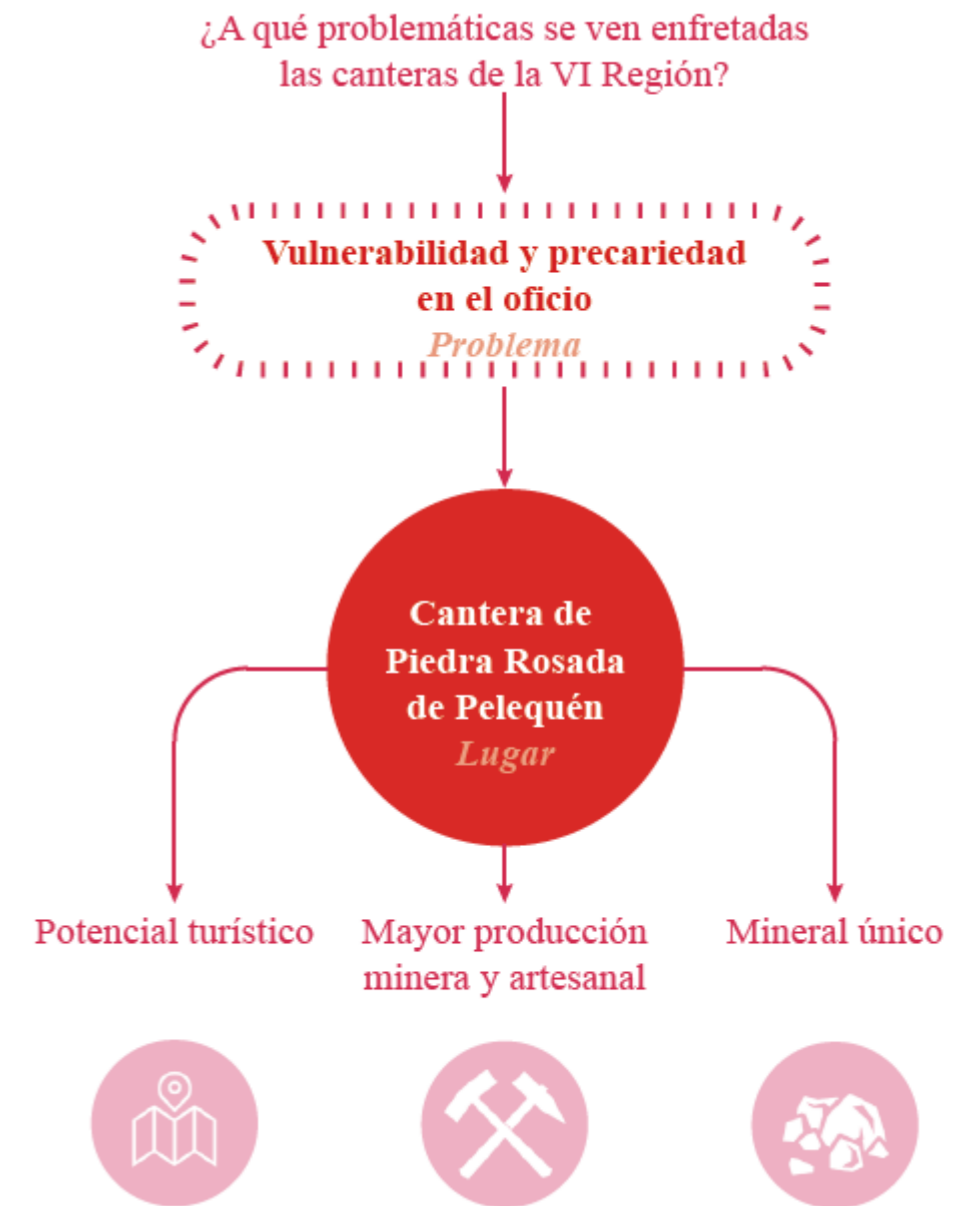 ¿A qué problemáticas se ven enfretadas
las canteras de la VI Región?
Vulnerabilidad y precariedad
en el oficio
Problema
Cantera de
Piedra Rosada
de Pelequén
Lugar
Potencial turístico
Mayor producción
minera y artesanal
Mineral único